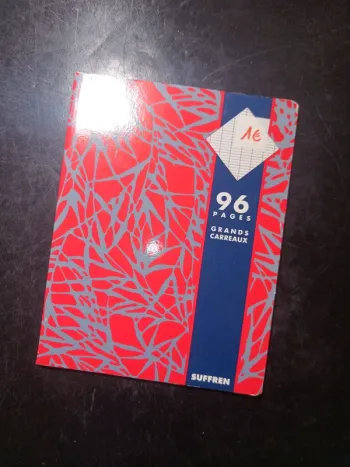 1€
96
PAGES
GRANDS
CARREAUX
SUFFREN